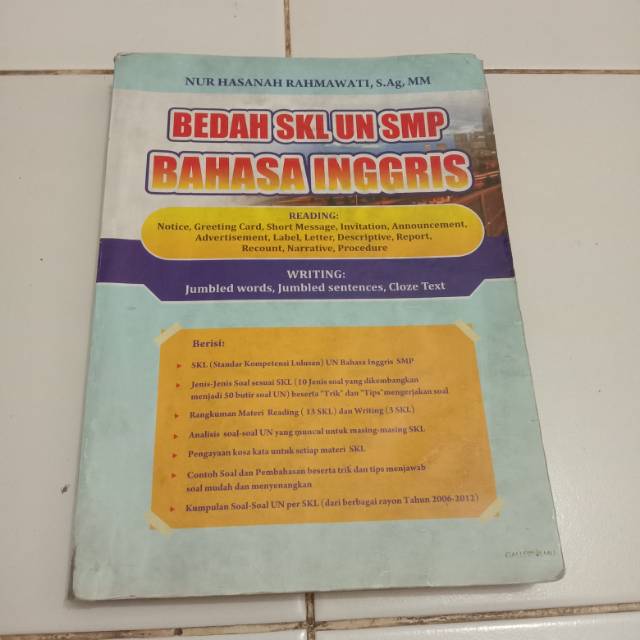 NUR HASANAH RAHMAWATI, S.Ag, MM
BEDAH SKL UN SMP
BAHASA INGGRIS
READING:
Notice, Greeting Card, Short Message, Invitation, Announcement,
Advertisement, Label, Letter, Descriptive, Report,
Recount, Narrative, Procedure
WRITING:
Jumbled words, Jumbled sentences, Cloze Text
Berisi:
SKL (Standar Kompetensi Lulusan) UN Bahasa Inggris SMP
Jenis-Jenis Soal sesuai SKL (10 Jenis soal yang dikembangkan
menjadi 50 butir soal UN) beserta "Trik" dan "Tips" mengerjakan soal
Rangkuman Materi Reading ( 13 SKL) dan Writing (3 SKL)
Analisis soal-soal UN yang muncul untuk masing-masing SKL
Pengayaan kosa kata untuk setiap materi SKL
Contoh Soal dan Pembahasan beserta trik dan tips menjawab
soal mudah dan menyenangkan
Kumpulan Soal-Soal UN per SKL (dari berbagai rayon Tahun 2006-2012)